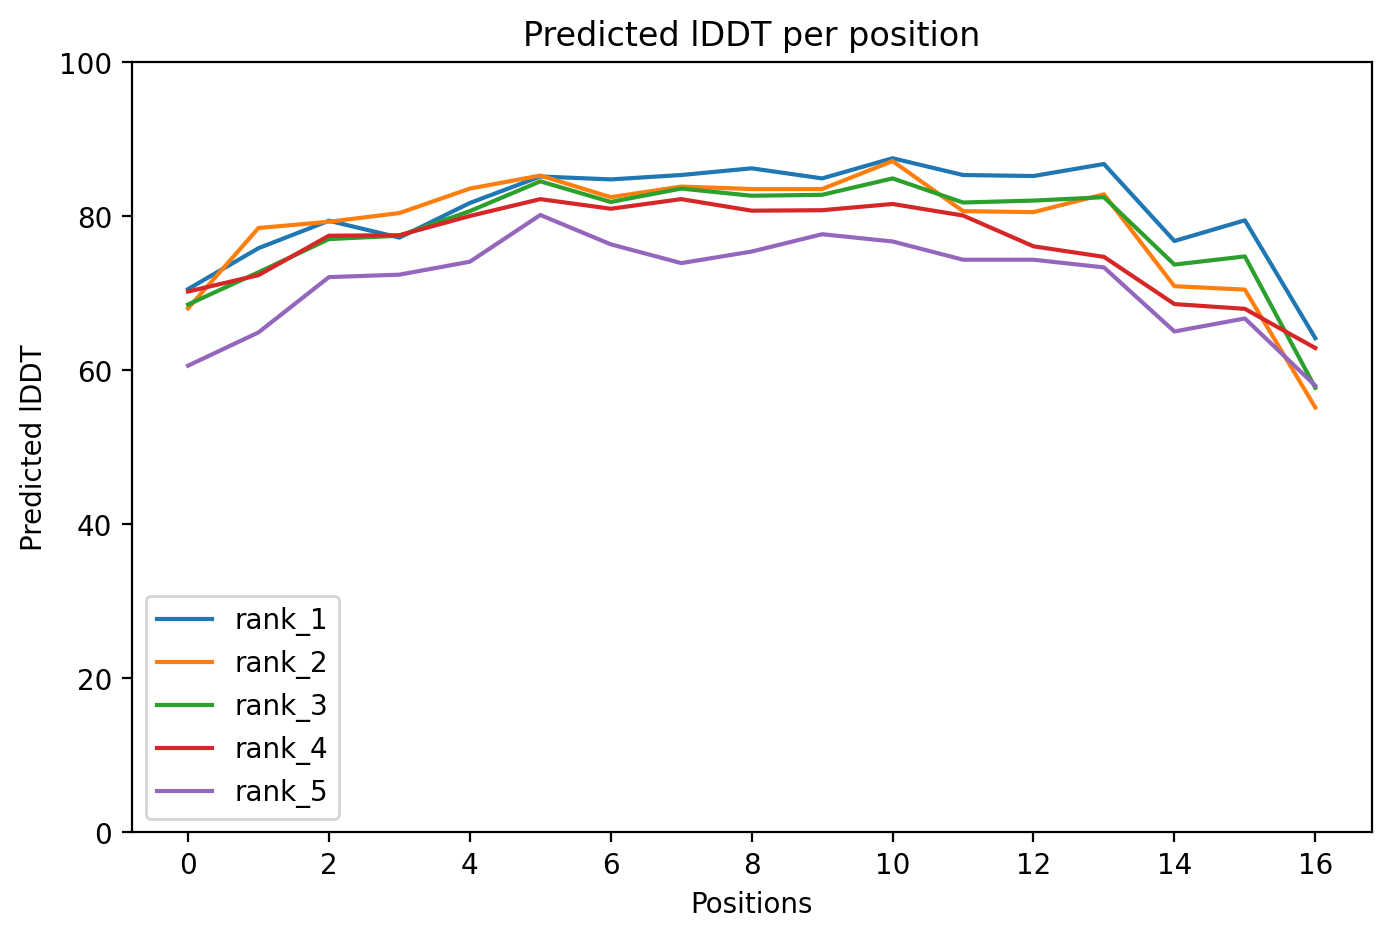 Predicted lDDT per position
100
80
60
40
20
0
Predicted lDDT
rank_1
rank_2
rank_3
rank_4
rank_5
0 2 4 6 8 10 12 14 16
Positions